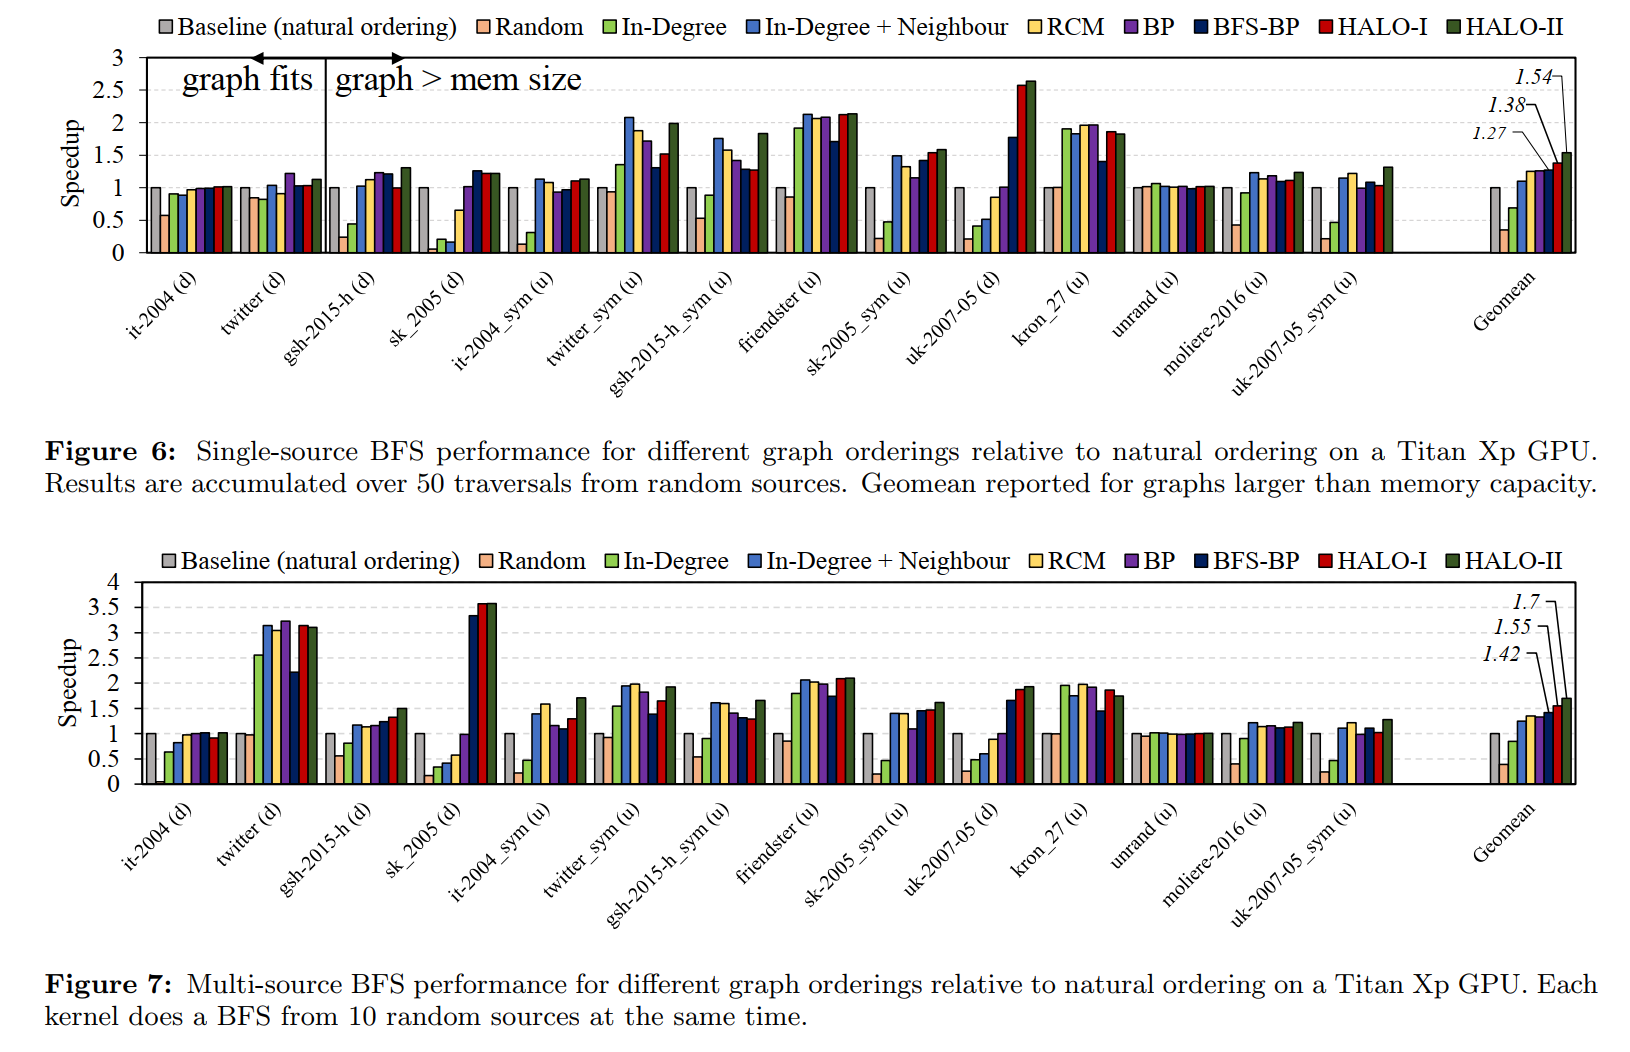 Baseline (natural ordering) Random In-Degree In-Degree + Neighbour RCM BP BFS-BP HALO-I HALO-II
3
2.5
2
1.5
1
0.5
0
Speedup
graph fits graph > mem size
1.54
1.38
1.27
it-2004 (d)
twitter (d)
gsh-2015-h (d)
sk_2005 (d)
it-2004_sym (u)
twitter_sym (u)
gsh-2015-h_sym (u)
friendster (u)
sk-2005_sym (u)
uk-2007-05 (d)
kron_27 (u)
unrand (u)
moliere-2016 (u)
uk-2007-05_sym (u)
Geomean
Figure 6: Single-source BFS performance for different graph orderings relative to natural ordering on a Titan Xp GPU.
Results are accumulated over 50 traversals from random sources. Geomean reported for graphs larger than memory capacity.
Baseline (natural ordering) Random In-Degree In-Degree + Neighbour RCM BP BFS-BP HALO-I HALO-II
4
3.5
3
2.5
2
1.5
1
0.5
0
Speedup
1.7
1.55
1.42
it-2004 (d)
twitter (d)
gsh-2015-h (d)
sk_2005 (d)
it-2004_sym (u)
twitter_sym (u)
gsh-2015-h_sym (u)
friendster (u)
sk-2005_sym (u)
uk-2007-05 (d)
kron_27 (u)
unrand (u)
moliere-2016 (u)
uk-2007-05_sym (u)
Geomean
Figure 7: Multi-source BFS performance for different graph orderings relative to natural ordering on a Titan Xp GPU. Each
kernel does a BFS from 10 random sources at the same time.